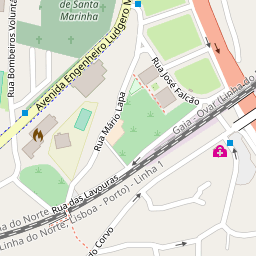 de Santa
Marinha
Rua Bombeiros Volunt
Avenida Engenheiro Ludgero M
Rua José Falcão
Rua Mário Lapa
Gaia - Ovar (Linha do
Rua das Lavouras
ha do Norte
Linha do Norte, Lisboa - Porto) - Linha 1
do Corvo